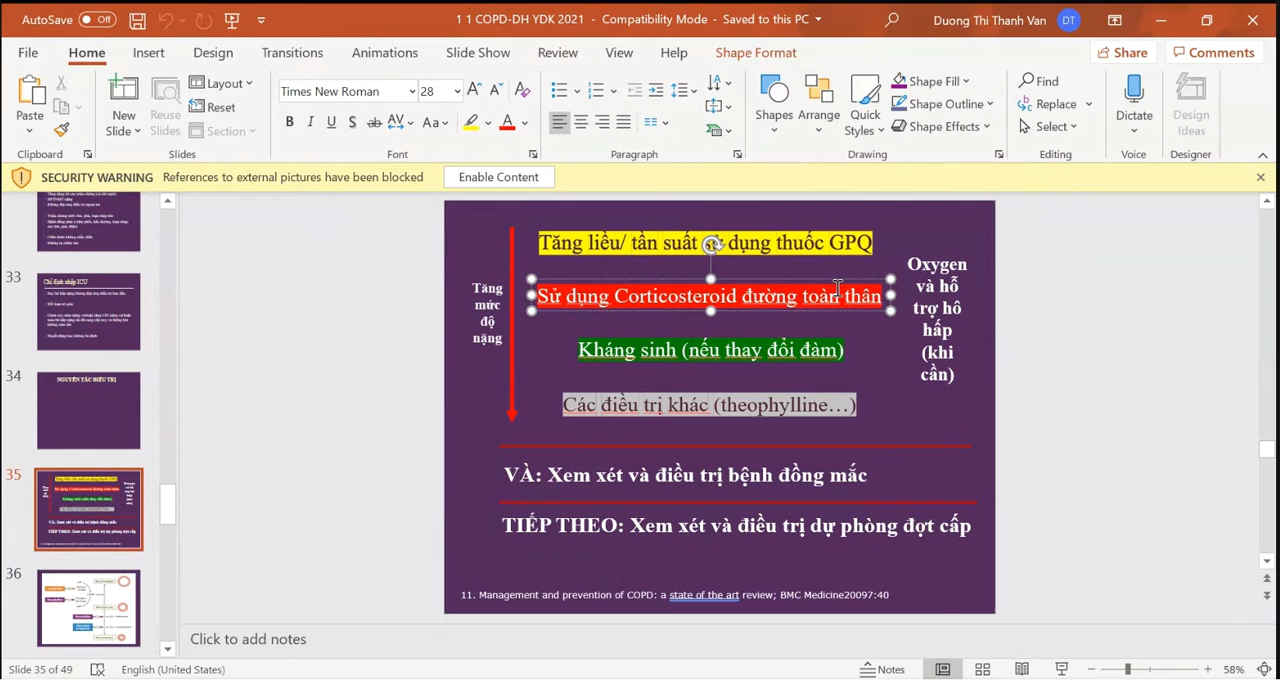 AutoSave Off
1 1 COPD-DH YDK 2021 - Compatibility Mode - Saved to this PC
Duong Thi Thanh Van DT
File Home Insert Design Transitions Animations Slide Show Review View Help Shape Format
Share Comments
Paste
Clipboard
New Slide
Reuse Slides
Layout
Reset
Section
Slides
Times New Roman 28
B I U S ab AV Aa A
Font
Paragraph
Shapes
Arrange
Quick Styles
Shape Fill
Shape Outline
Shape Effects
Drawing
Find
Replace
Select
Editing
Dictate
Voice
Design Ideas
Designer
SECURITY WARNING References to external pictures have been blocked Enable Content
33
Chỉ định nhập ICU
34
NGUYÊN TẮC ĐIỀU TRỊ
35
36
Tăng liều/ tần suất sử dụng thuốc GPQ
Sử dụng Corticosteroid đường toàn thân
Kháng sinh (nếu thay đổi đàm)
Các điều trị khác (theophylline…)
Tăng
mức
độ
nặng
Oxygen
và hỗ
trợ hô
hấp
(khi
cần)
VÀ: Xem xét và điều trị bệnh đồng mắc
TIẾP THEO: Xem xét và điều trị dự phòng đợt cấp
11. Management and prevention of COPD: a state of the art review; BMC Medicine20097:40
Click to add notes
Slide 35 of 49 English (United States) Notes 58%